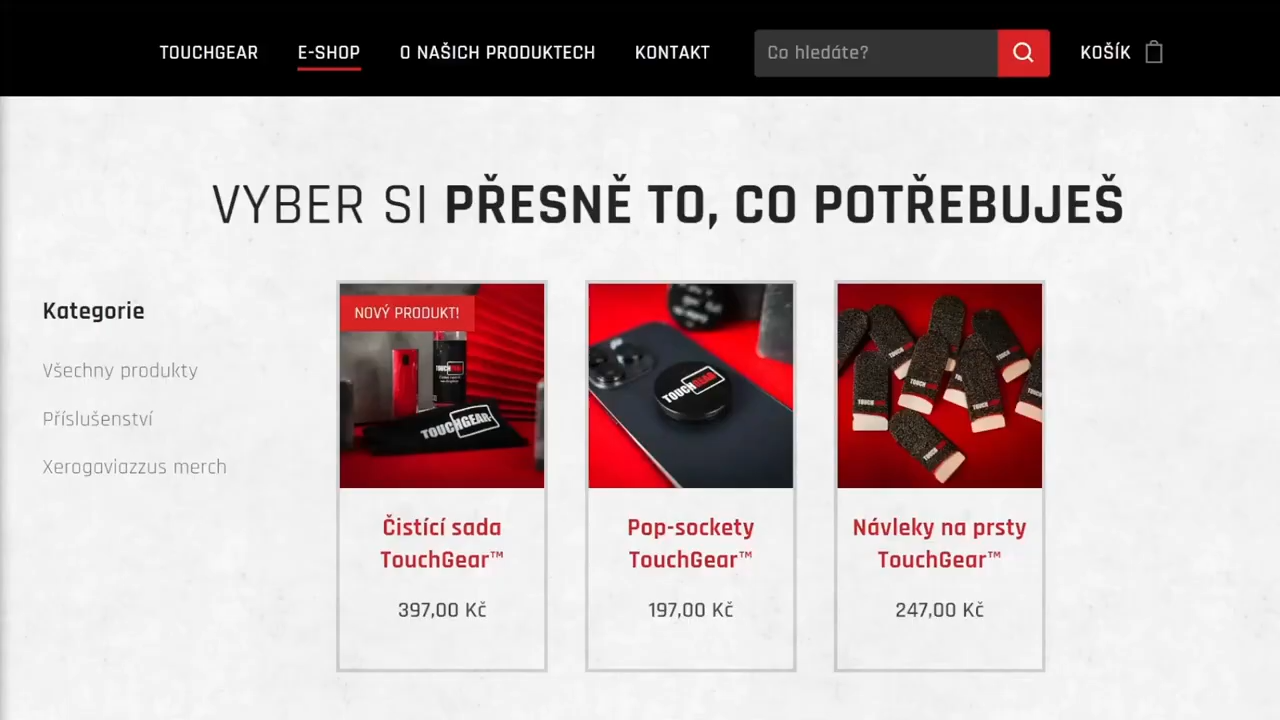 TOUCHGEAR E-SHOP O NAŠICH PRODUKTECH KONTAKT Co hledáte? KOŠÍK
VYBER SI PŘESNĚ TO, CO POTŘEBUJEŠ
Kategorie
Všechny produkty
Příslušenství
Xerogaviazzus merch
NOVÝ PRODUKT!
TOUCHGEAR
TOUCHGEAR
TOUCHGEAR
Čistící sada
TouchGear™
397,00 Kč
Pop-sockety
TouchGear™
197,00 Kč
Návleky na prsty
TouchGear™
247,00 Kč